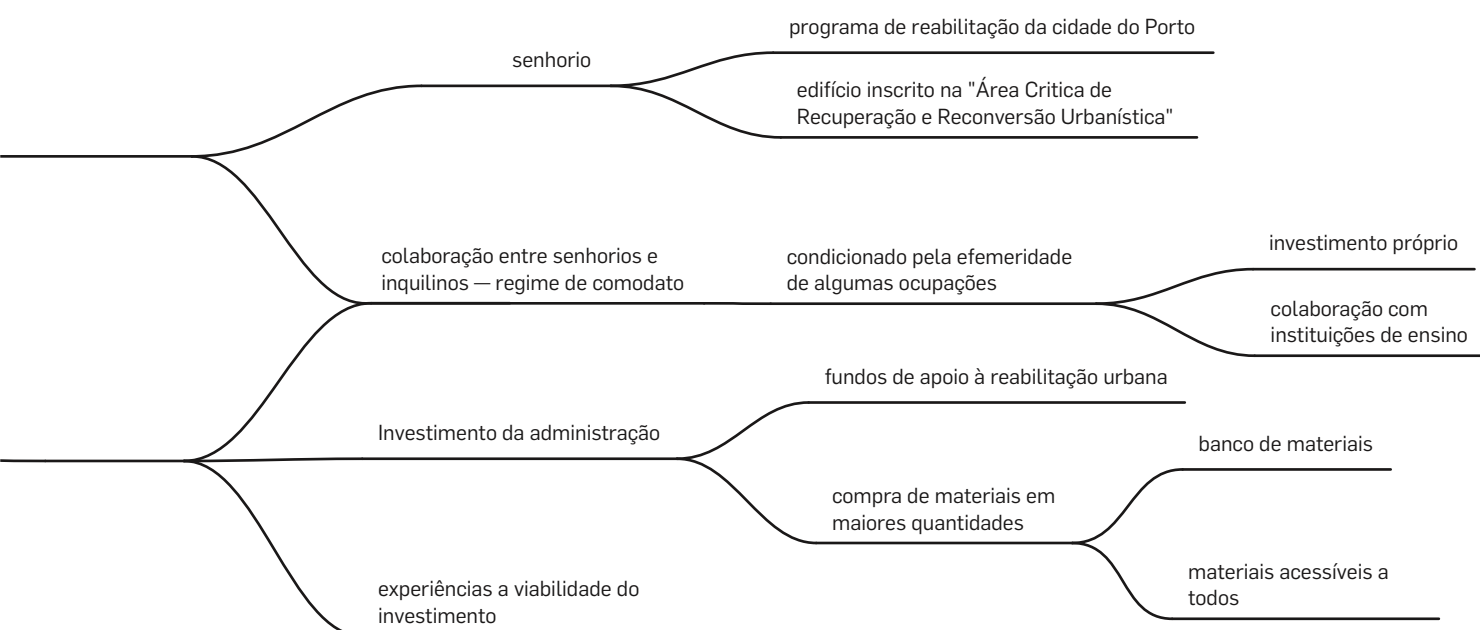 programa de reabilitação da cidade do Porto
senhorio
edifício inscrito na "Área Critica de
Recuperação e Reconversão Urbanística"
colaboração entre senhorios e
inquilinos — regime de comodato
condicionado pela efemeridade
de algumas ocupações
investimento próprio
colaboração com
instituições de ensino
fundos de apoio à reabilitação urbana
Investimento da administração
banco de materiais
compra de materiais em
maiores quantidades
materiais acessíveis a
todos
experiências a viabilidade do
investimento